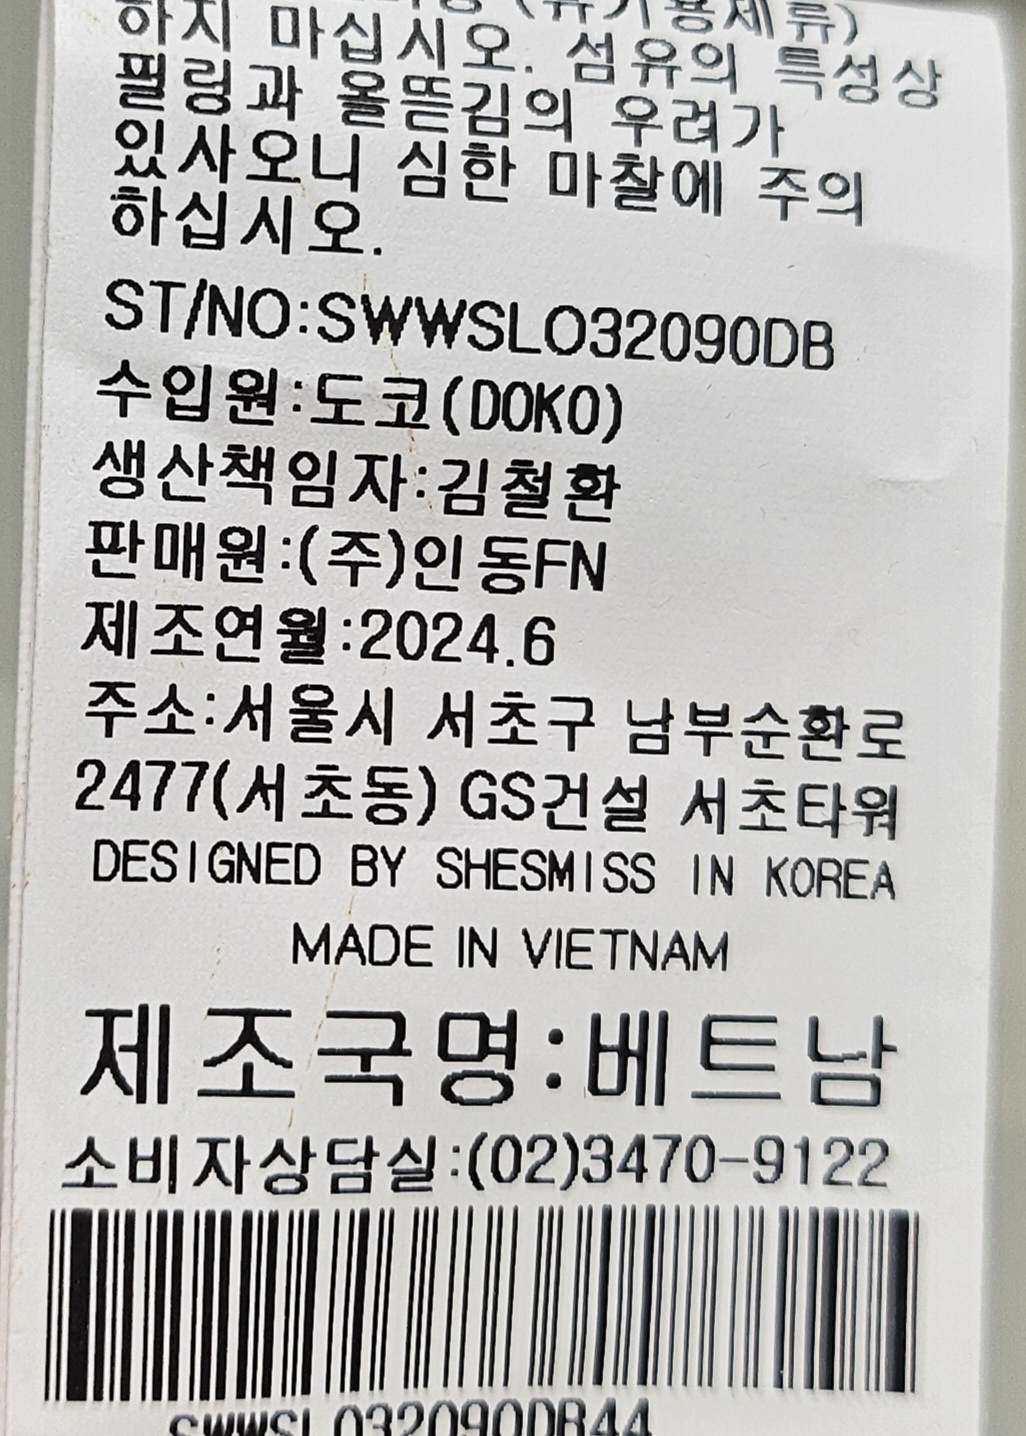 (유기용제류)
하지 마십시오. 섬유의 특성상
필링과 올뜯김의 우려가
있사오니 심한 마찰에 주의
하십시오.
ST/NO:SWWSLO32090DB
수입원:도코(DOKO)
생산책임자:김철환
판매원:(주)인동FN
제조연월:2024.6
주소:서울시 서초구 남부순환로
2477(서초동) GS건설 서초타워
DESIGNED BY SHESMISS IN KOREA
MADE IN VIETNAM
제조국명:베트남
소비자상담실:(02)3470-9122
SWWSLO32090DB44